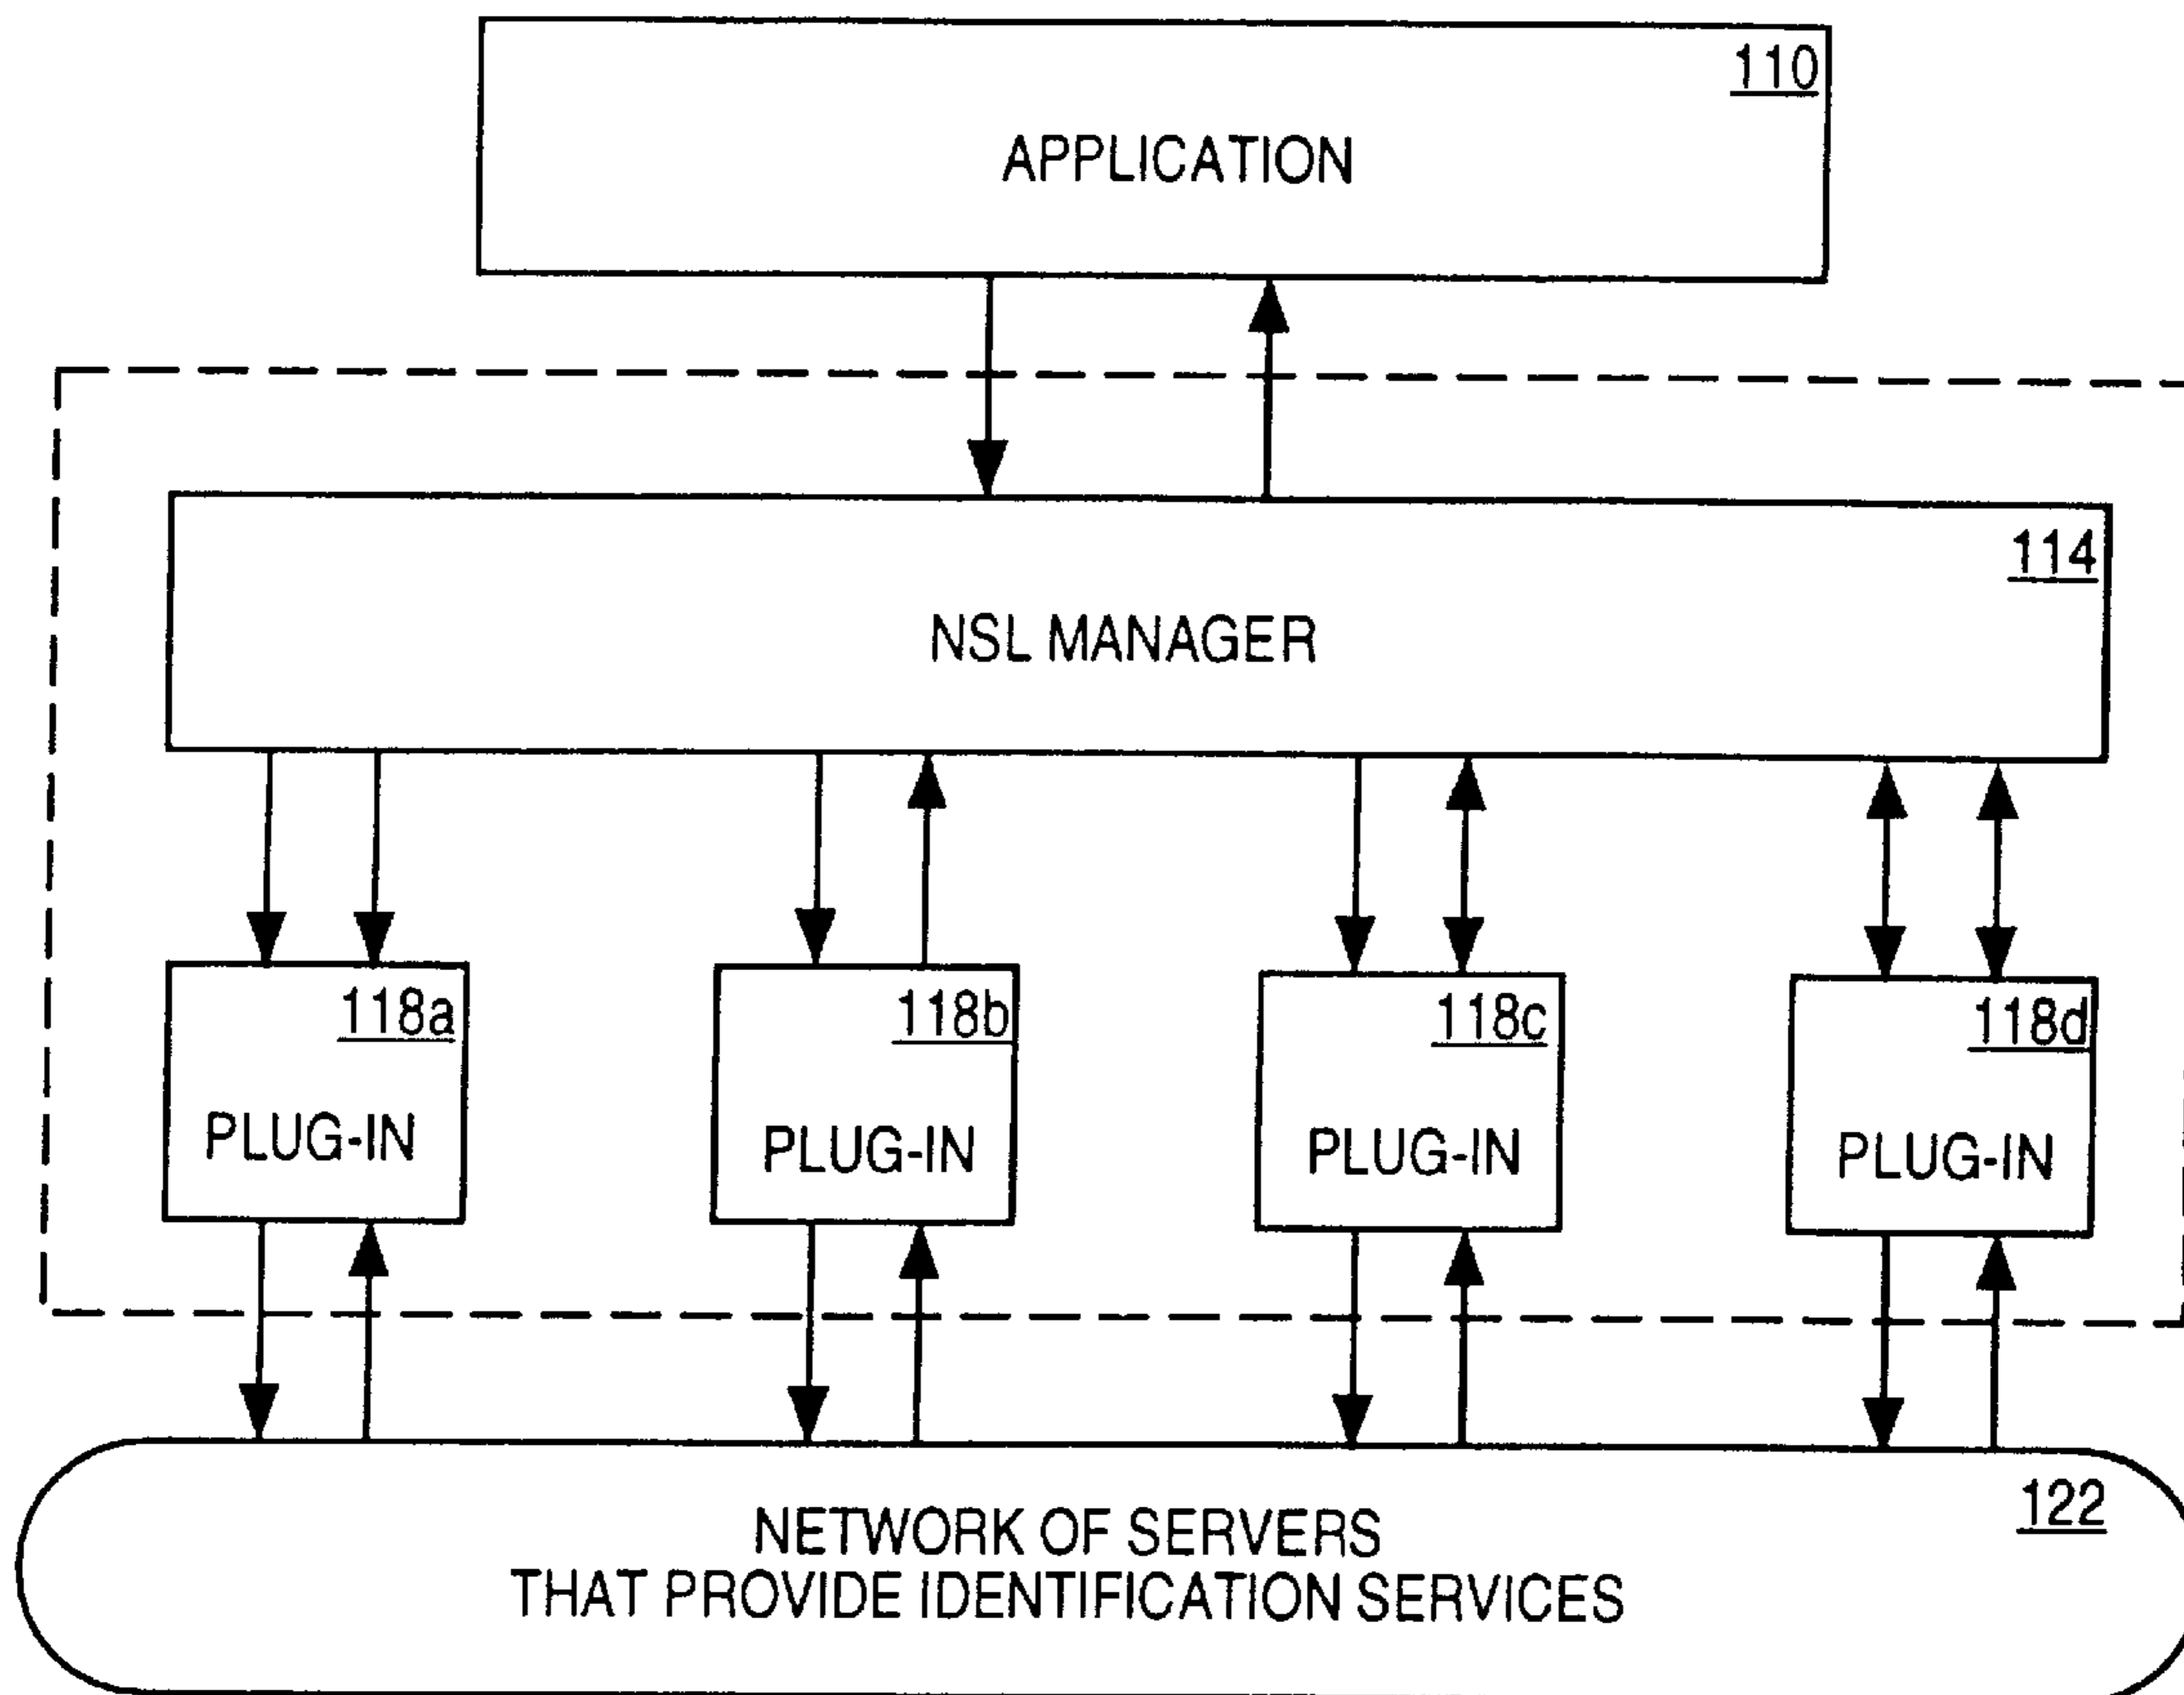 110
APPLICATION
114
NSL MANAGER
118a
118b
118c
118d
PLUG-IN
PLUG-IN
PLUG-IN
PLUG-IN
122
NETWORK OF SERVERS
THAT PROVIDE IDENTIFICATION SERVICES